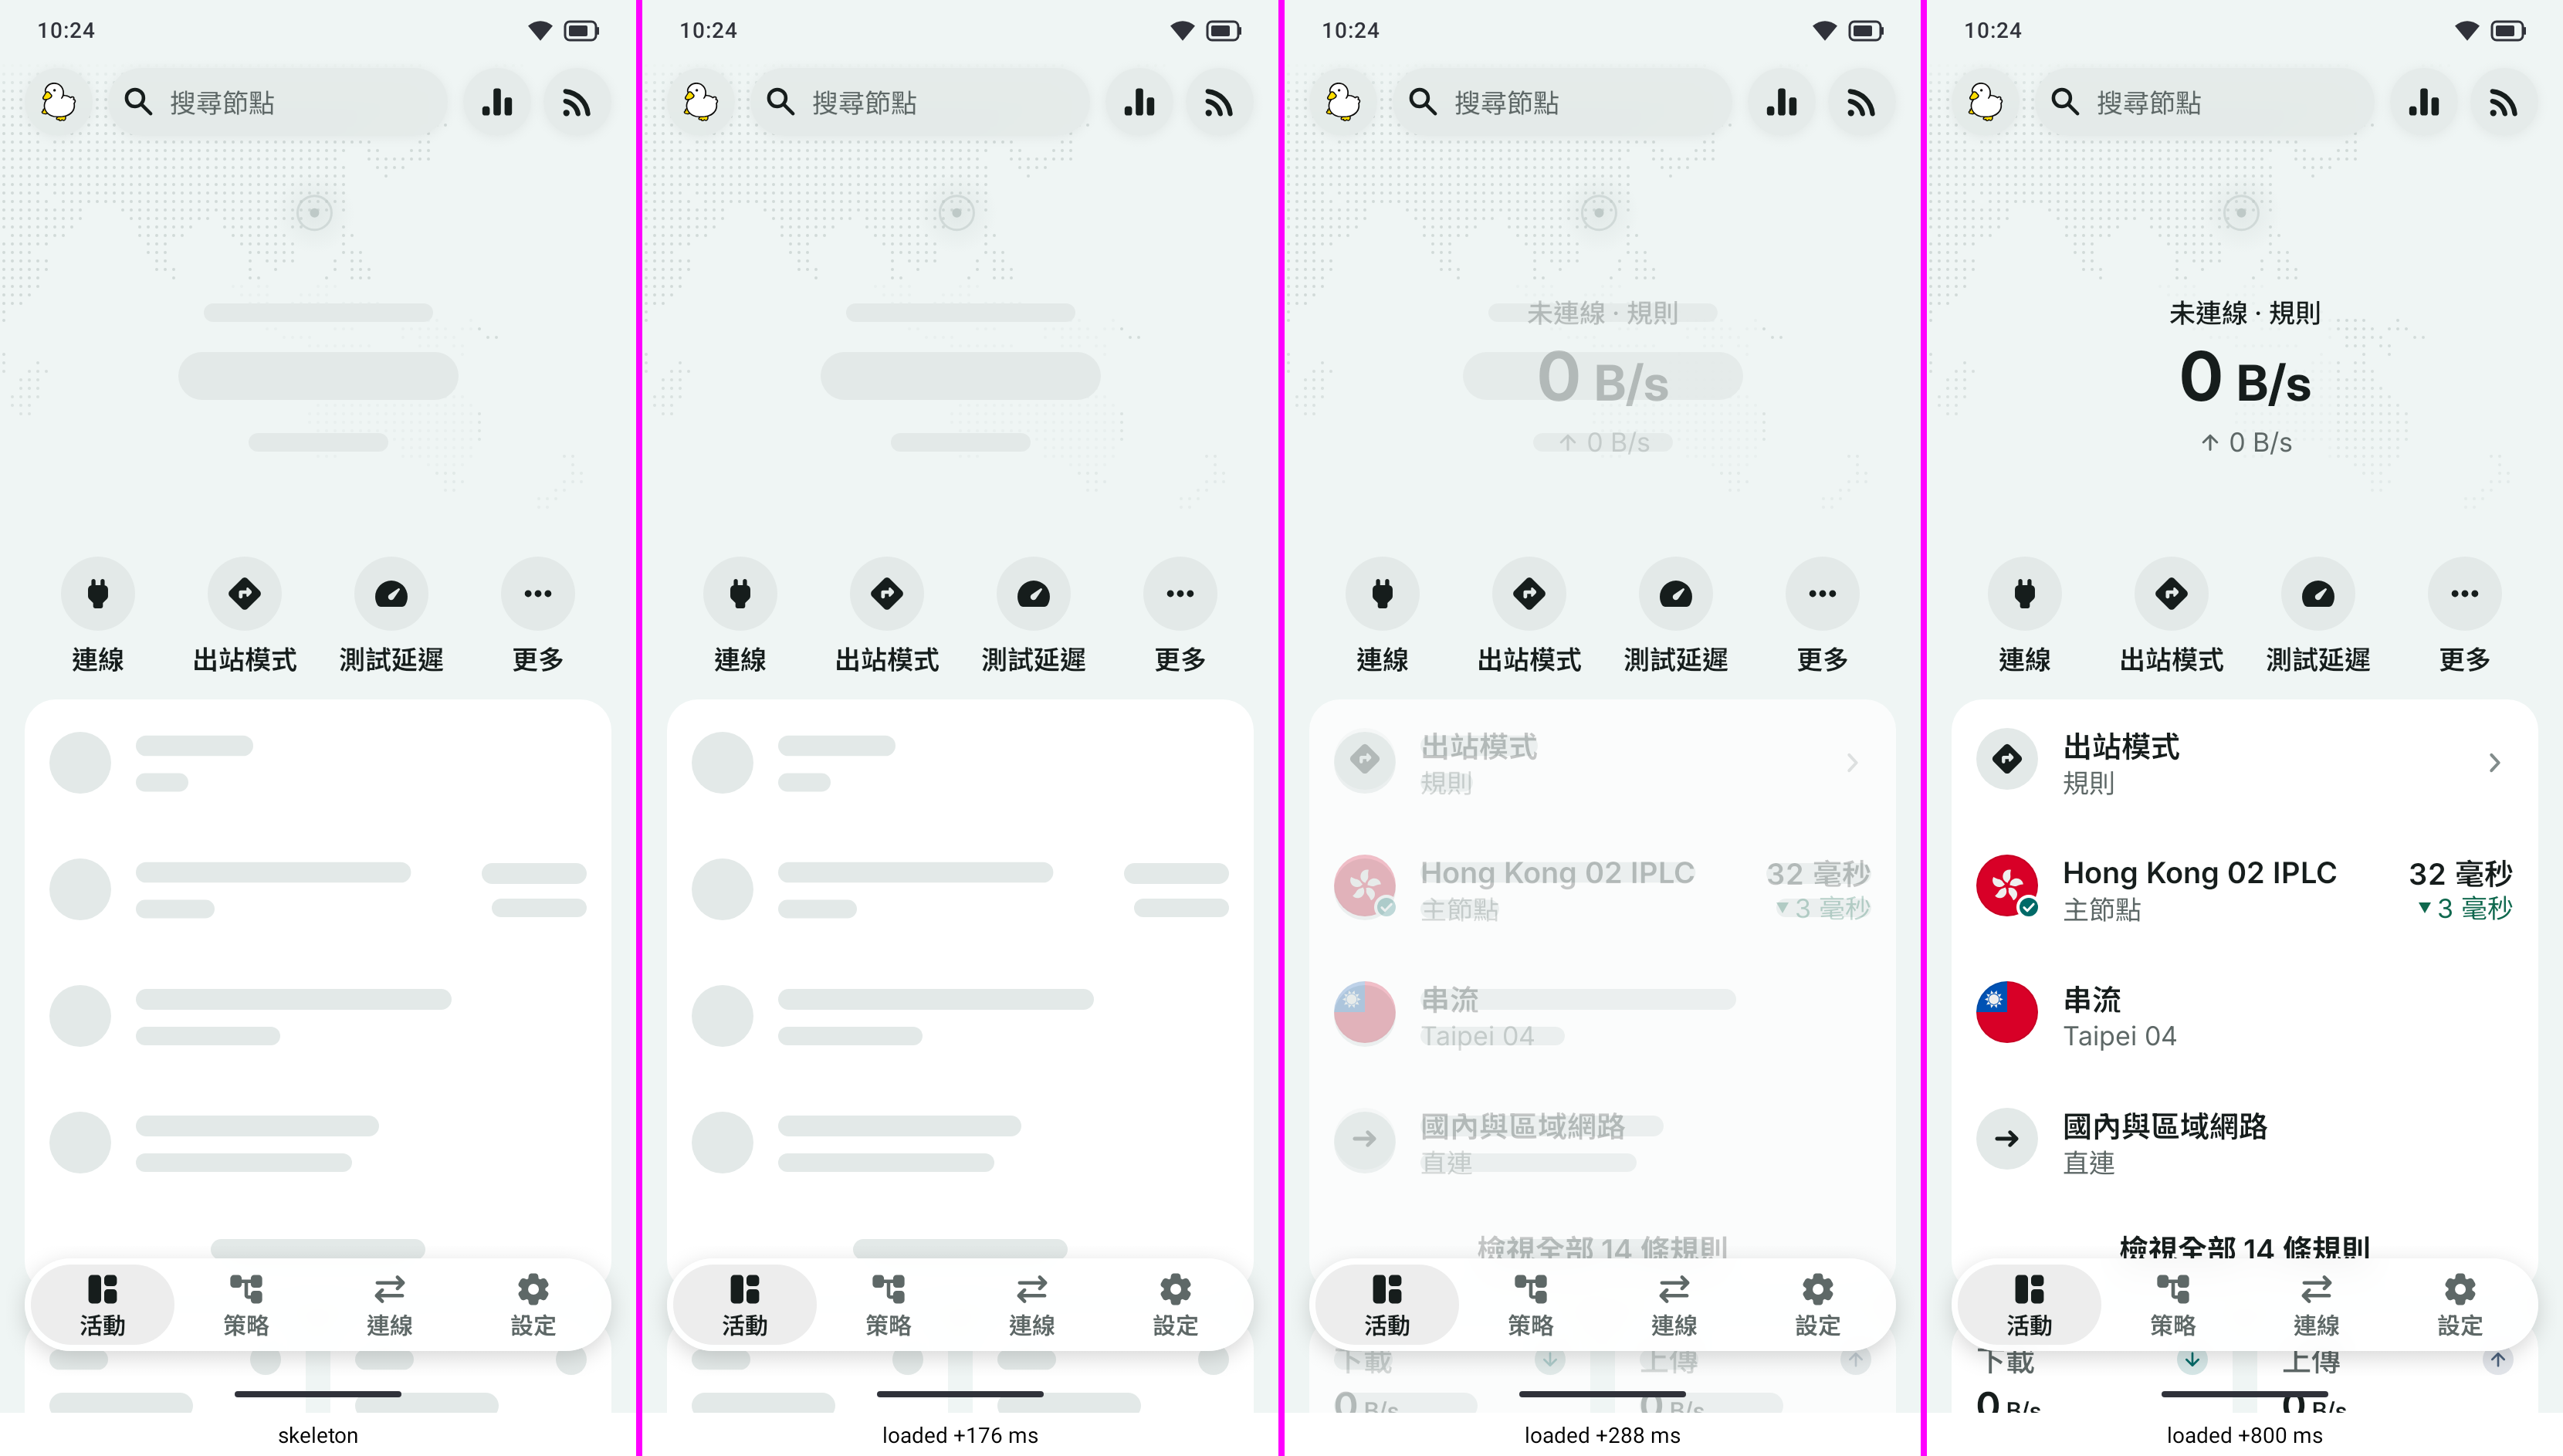 10:24
搜尋節點
連線
出站模式
測試延遲
更多
活動
策略
連線
設定
skeleton
10:24
搜尋節點
連線
出站模式
測試延遲
更多
活動
策略
連線
設定
loaded +176 ms
10:24
搜尋節點
未連線 · 規則
0 B/s
↑ 0 B/s
連線
出站模式
測試延遲
更多
出站模式
規則
Hong Kong 02 IPLC
32 毫秒
主節點
▼3 毫秒
串流
Taipei 04
國內與區域網路
直連
檢視全部 14 條規則
活動
策略
連線
設定
下載
上傳
0 B/s
0 B/s
loaded +288 ms
10:24
搜尋節點
未連線 · 規則
0 B/s
↑ 0 B/s
連線
出站模式
測試延遲
更多
出站模式
規則
Hong Kong 02 IPLC
32 毫秒
主節點
▼3 毫秒
串流
Taipei 04
國內與區域網路
直連
檢視全部 14 條規則
活動
策略
連線
設定
下載
上傳
0 B/s
0 B/s
loaded +800 ms